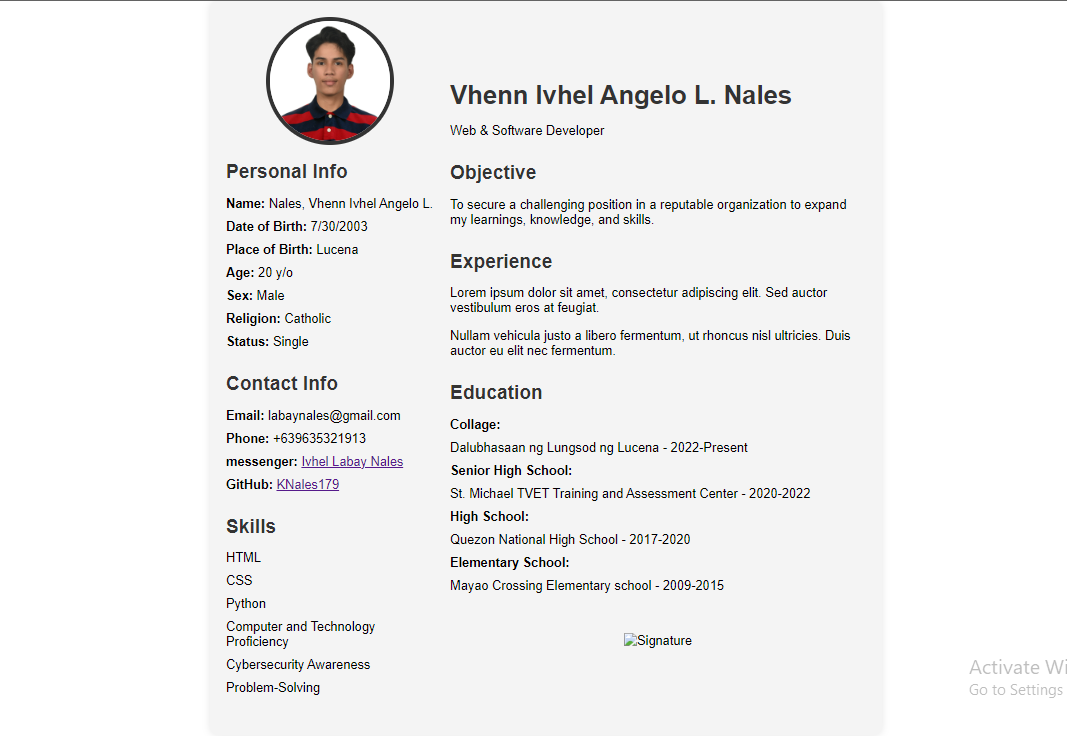 Personal Info
Name: Nales, Vhenn Ivhel Angelo L.
Date of Birth: 7/30/2003
Place of Birth: Lucena
Age: 20 y/o
Sex: Male
Religion: Catholic
Status: Single
Contact Info
Email: labaynales@gmail.com
Phone: +639635321913
messenger: Ivhel Labay Nales
GitHub: KNales179
Skills
HTML
CSS
Python
Computer and Technology
Proficiency
Cybersecurity Awareness
Problem-Solving
Vhenn Ivhel Angelo L. Nales
Web & Software Developer
Objective
To secure a challenging position in a reputable organization to expand
my learnings, knowledge, and skills.
Experience
Lorem ipsum dolor sit amet, consectetur adipiscing elit. Sed auctor
vestibulum eros at feugiat.
Nullam vehicula justo a libero fermentum, ut rhoncus nisl ultricies. Duis
auctor eu elit nec fermentum.
Education
Collage:
Dalubhasaan ng Lungsod ng Lucena - 2022-Present
Senior High School:
St. Michael TVET Training and Assessment Center - 2020-2022
High School:
Quezon National High School - 2017-2020
Elementary School:
Mayao Crossing Elementary school - 2009-2015
Signature
Activate Wi
Go to Settings